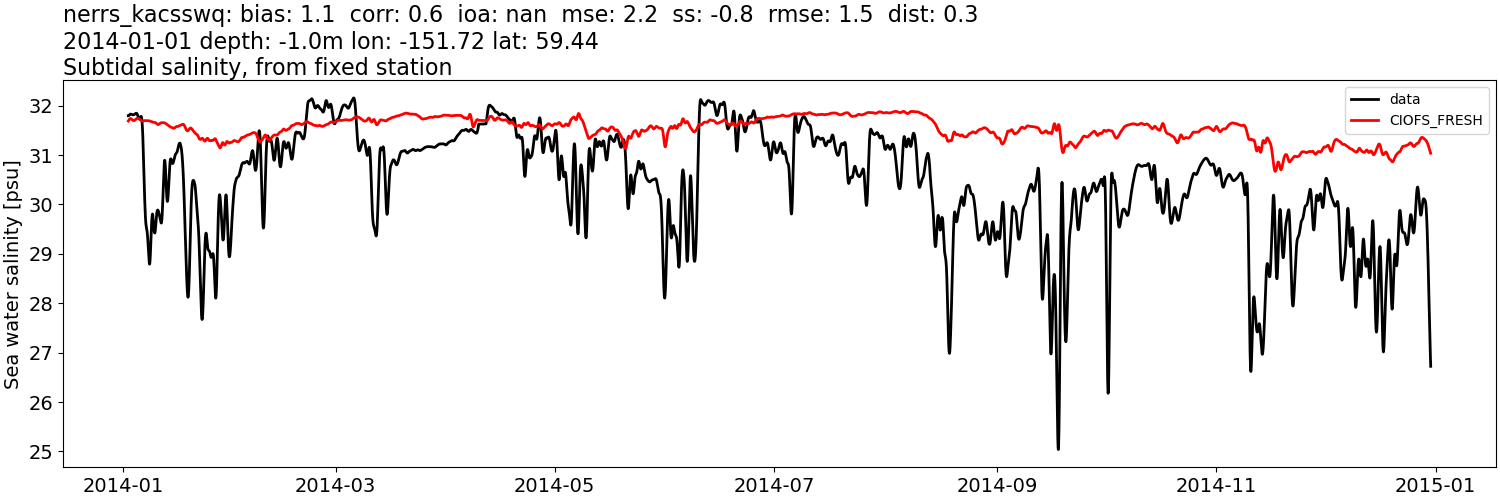 nerrs_kacsswq: bias: 1.1  corr: 0.6  ioa: nan  mse: 2.2  ss: -0.8  rmse: 1.5  dist: 0.3
2014-01-01 depth: -1.0m lon: -151.72 lat: 59.44
Subtidal salinity, from fixed station
data
CIOFS_FRESH
Sea water salinity [psu]
32
31
30
29
28
27
26
25
2014-01
2014-03
2014-05
2014-07
2014-09
2014-11
2015-01